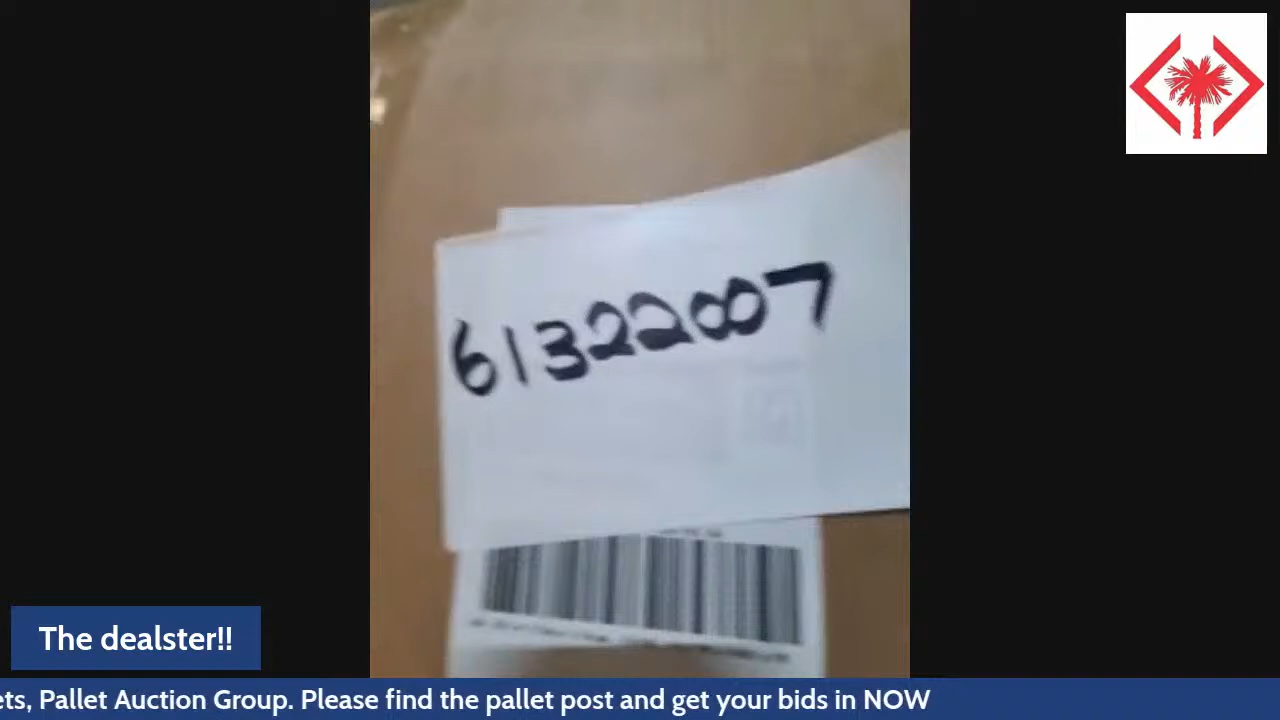 61322007
The dealster!!
ets, Pallet Auction Group. Please find the pallet post and get your bids in NOW